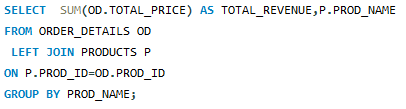 SELECT  SUM(OD.TOTAL_PRICE) AS TOTAL_REVENUE,P.PROD_NAME
FROM ORDER_DETAILS OD
 LEFT JOIN PRODUCTS P
ON P.PROD_ID=OD.PROD_ID
GROUP BY PROD_NAME;